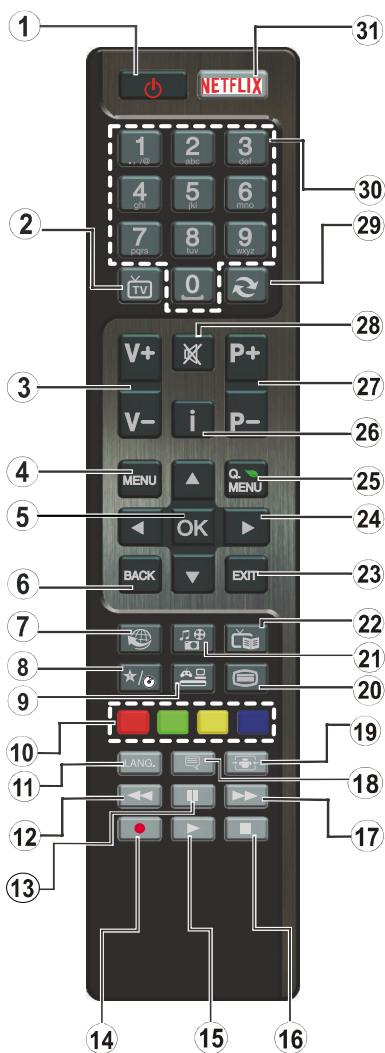 1
31
NETFLIX
1 2 3
. , /@ abc def
30
4 5 6
ghi jkl mno
7 8 9
pqrs tuv wxyz
2
29
TV
0
28
V+ P+
3
27
V- i P-
26
4
MENU
Q. MENU
25
5
OK
24
6
BACK EXIT
23
7
22
8
21
9
20
10
19
11
LANG.
18
12
17
13
14 15 16